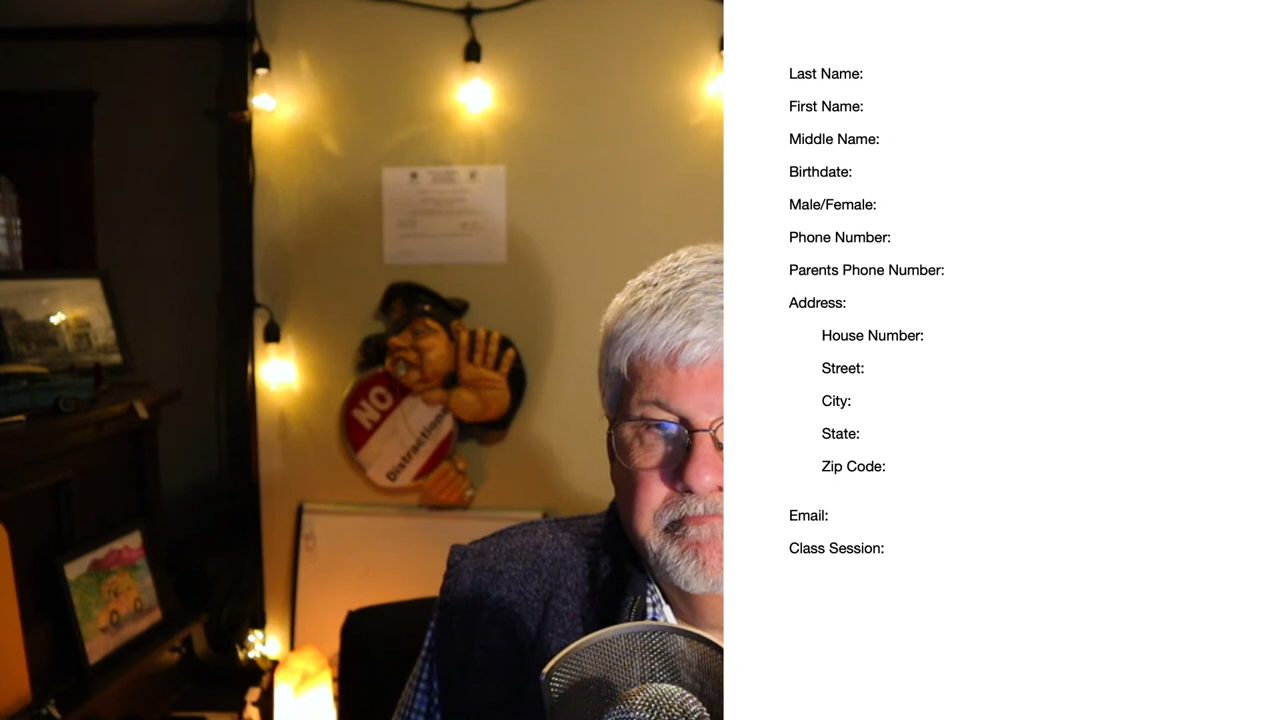 NO
Distractions
Last Name:
First Name:
Middle Name:
Birthdate:
Male/Female:
Phone Number:
Parents Phone Number:
Address:
House Number:
Street:
City:
State:
Zip Code:
Email:
Class Session: